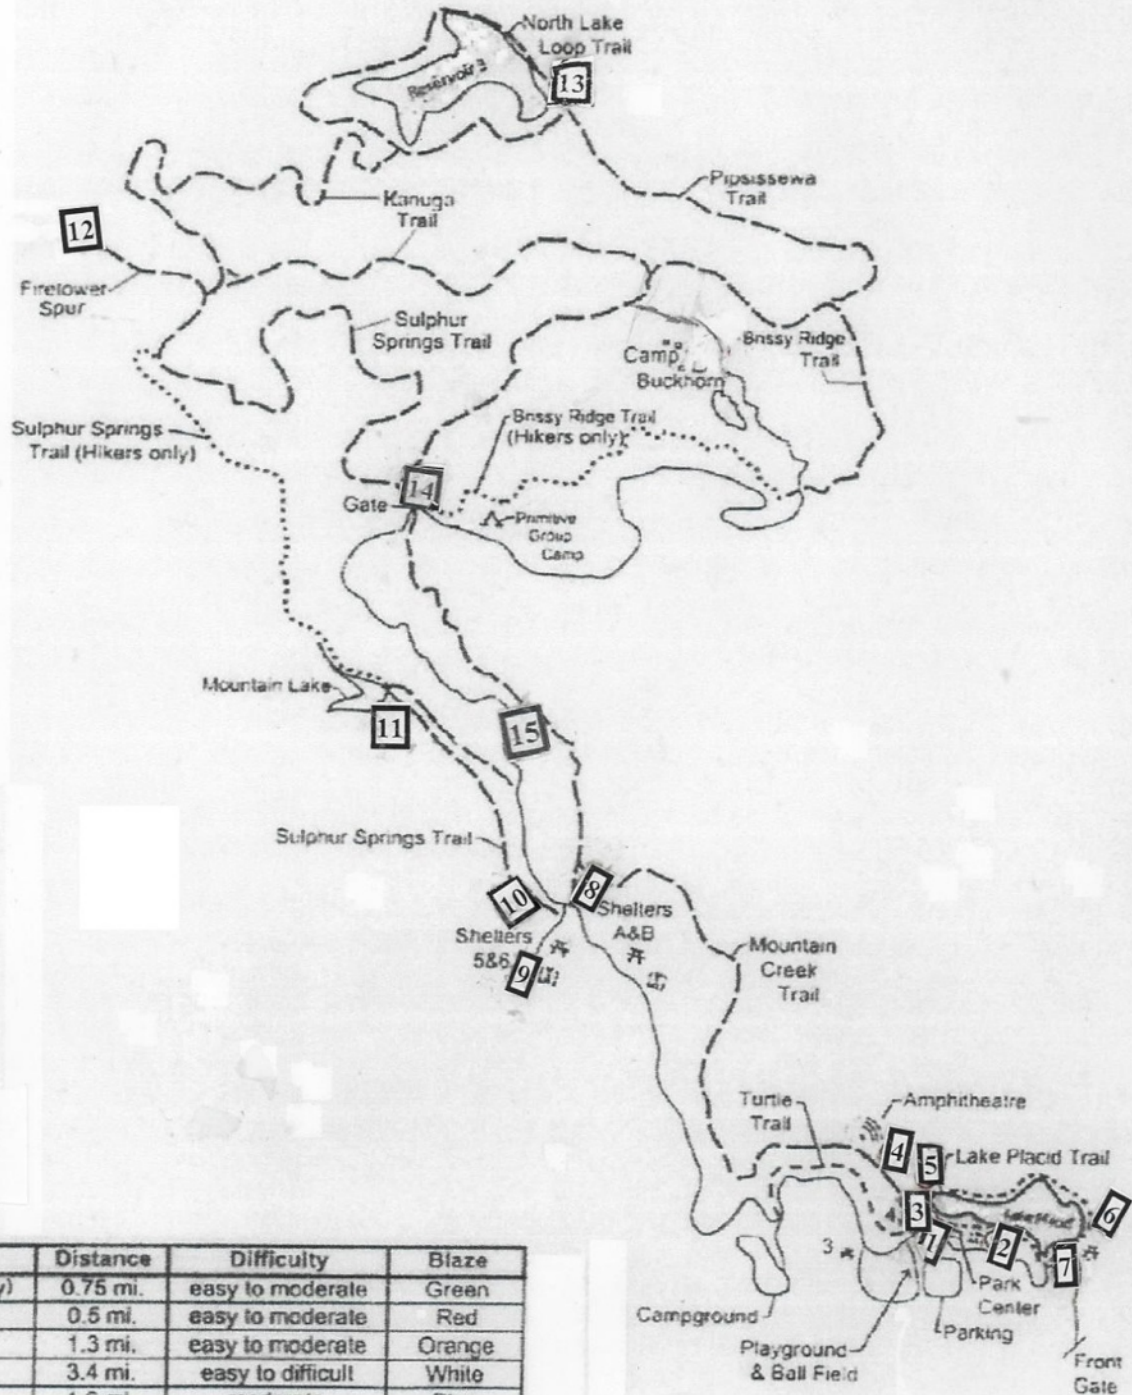 North Lake
Loop Trail
Reservoir 3
13
Pipsissewa
Trail
Kanuga
Trail
12
Firetower
Spur
Sulphur
Springs Trail
Camp
Buckhorn
Brissy Ridge
Trail
Sulphur Springs
Trail (Hikers only)
Brissy Ridge Trail
(Hikers only)
14
Gate
Primitive
Group
Camp
Mountain Lake
11
15
Sulphur Springs Trail
10
8
Shelters
A&B
Shelters
5&6
9
Mountain
Creek
Trail
Turtle
Trail
Amphitheatre
4
5
Lake Placid Trail
3
6
1
2
7
3
Park
Center
Campground
Parking
Playground
& Ball Field
Front
Gate
Distance Difficulty Blaze
0.75 mi. easy to moderate Green
0.5 mi. easy to moderate Red
1.3 mi. easy to moderate Orange
3.4 mi. easy to difficult White